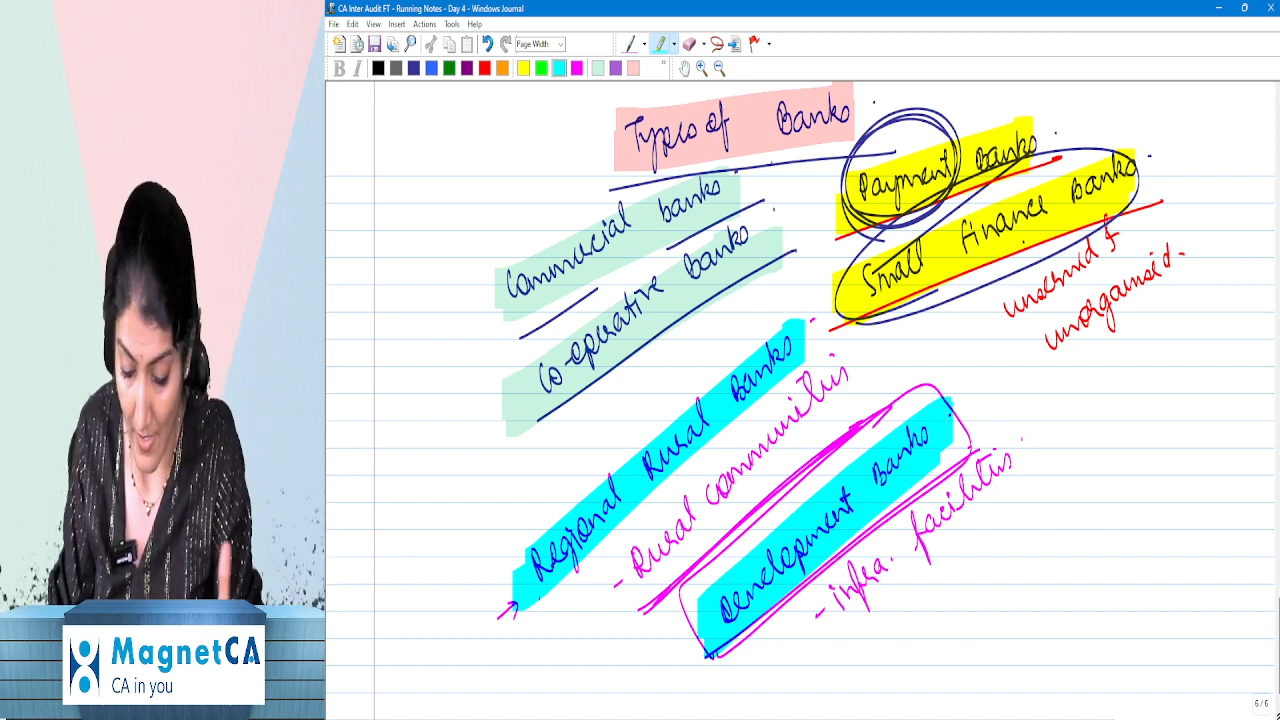 CA Inter Audit FT - Running Notes - Day 4 - Windows Journal
File Edit View Insert Actions Tools Help
Page Width
B I
Types of Banks
Commercial banks
Co-operative Banks
Payment Banks
Small finance Banks
unserved &
unorganised
Regional Rural Banks
- Rural communities
Development Banks
- infra. facilities
MagnetCA
CA in you
6 / 6